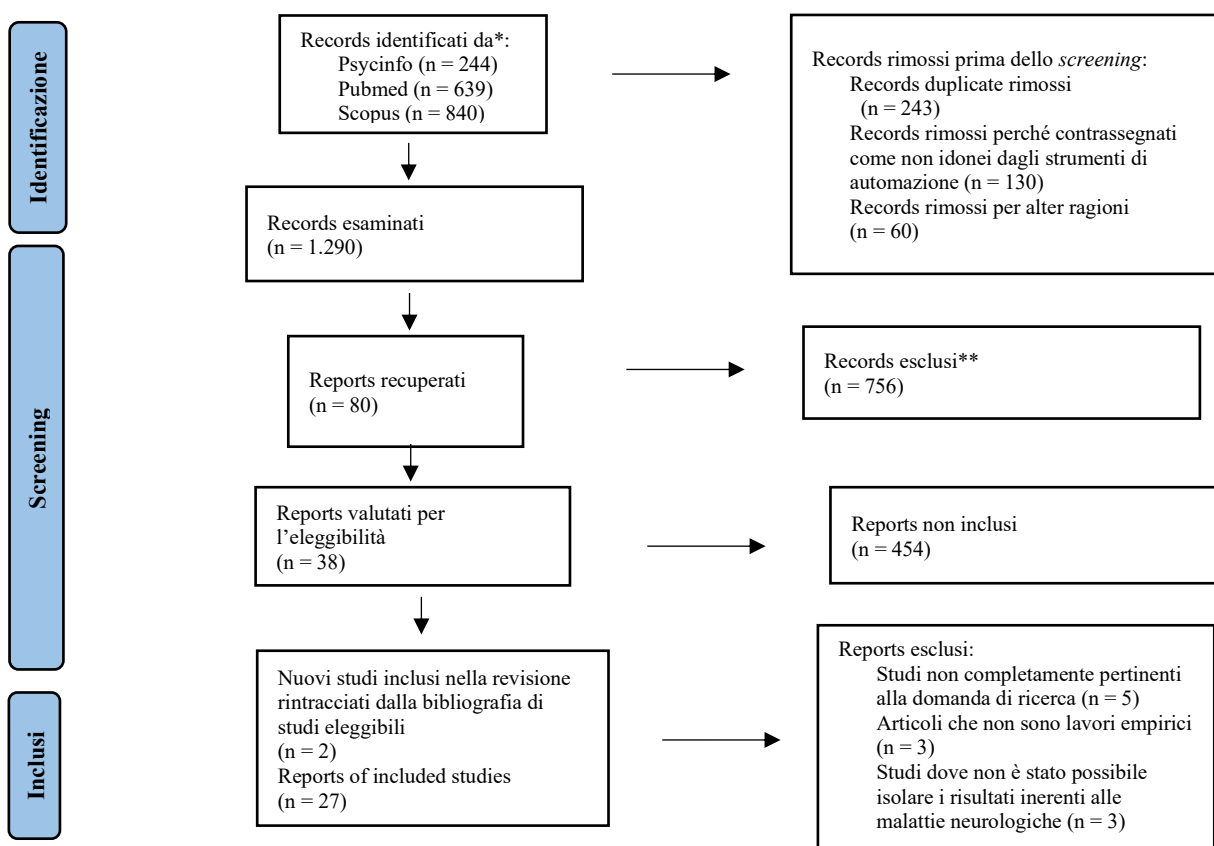 Identificazione
Records identificati da*:
Psycinfo (n = 244)
Pubmed (n = 639)
Scopus (n = 840)
Records rimossi prima dello screening:
Records duplicate rimossi
(n = 243)
Records rimossi perché contrassegnati
come non idonei dagli strumenti di
automazione (n = 130)
Records rimossi per alter ragioni
(n = 60)
Records esaminati
(n = 1.290)
Screening
Reports recuperati
(n = 80)
Records esclusi**
(n = 756)
Reports valutati per
l’eleggibilità
(n = 38)
Reports non inclusi
(n = 454)
Inclusi
Nuovi studi inclusi nella revisione
rintracciati dalla bibliografia di
studi eleggibili
(n = 2)
Reports of included studies
(n = 27)
Reports esclusi:
Studi non completamente pertinenti
alla domanda di ricerca (n = 5)
Articoli che non sono lavori empirici
(n = 3)
Studi dove non è stato possibile
isolare i risultati inerenti alle
malattie neurologiche (n = 3)